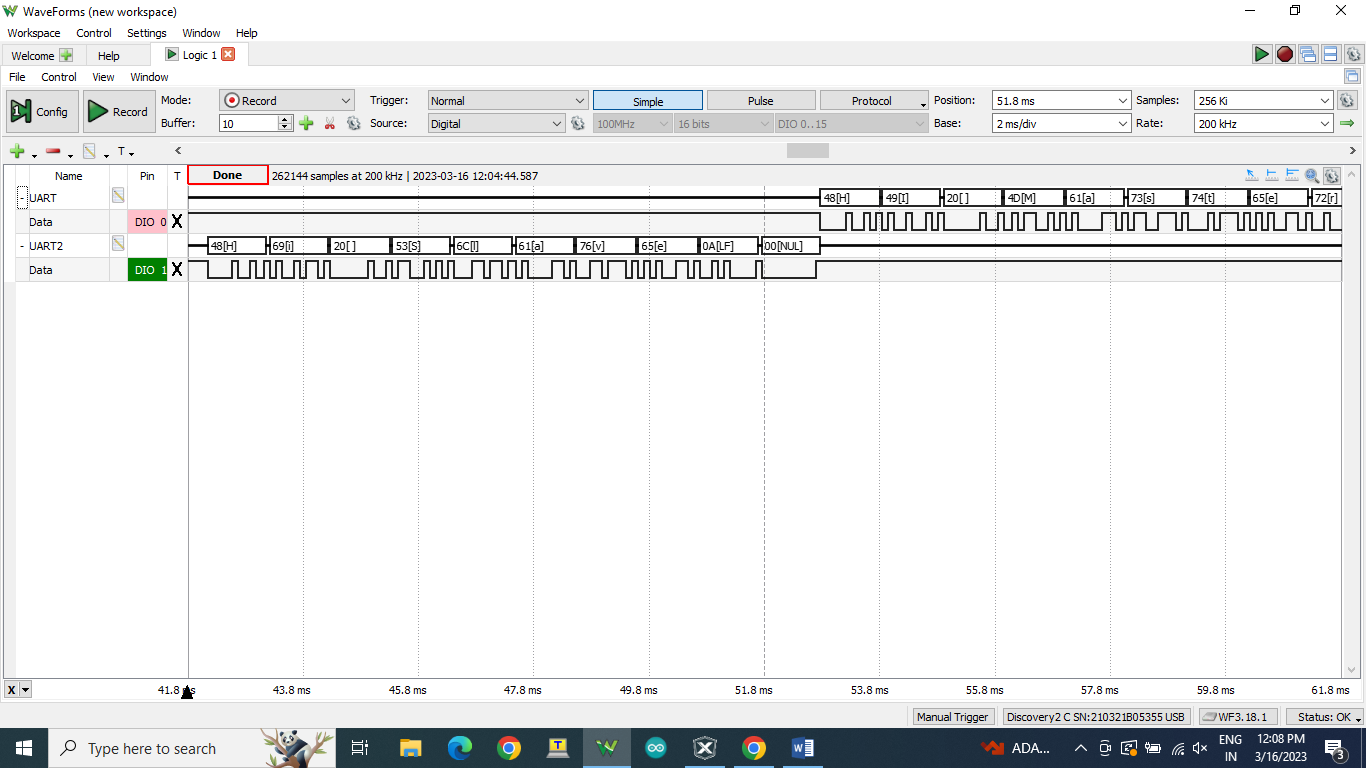 WaveForms (new workspace)
Workspace Control Settings Window Help
Welcome Help Logic 1
File Control View Window
Config Record Mode: Record Trigger: Normal Simple Pulse Protocol Position: 51.8 ms Samples: 256 Ki
Buffer: 10 Source: Digital 100MHz 16 bits DIO 0..15 Base: 2 ms/div Rate: 200 kHz
T
Name Pin T Done 262144 samples at 200 kHz | 2023-03-16 12:04:44.587
- UART 48[H] 49[I] 20[ ] 4D[M] 61[a] 73[s] 74[t] 65[e] 72[r]
Data DIO 0 X
- UART2 48[H] 69[i] 20[ ] 53[S] 6C[l] 61[a] 76[v] 65[e] 0A[LF] 00[NUL]
Data DIO 1 X
X 41.8 ms 43.8 ms 45.8 ms 47.8 ms 49.8 ms 51.8 ms 53.8 ms 55.8 ms 57.8 ms 59.8 ms 61.8 ms
Manual Trigger Discovery2 C SN:210321B05355 USB WF3.18.1 Status: OK
Type here to search ADA... ENG 12:08 PM
IN 3/16/2023 3